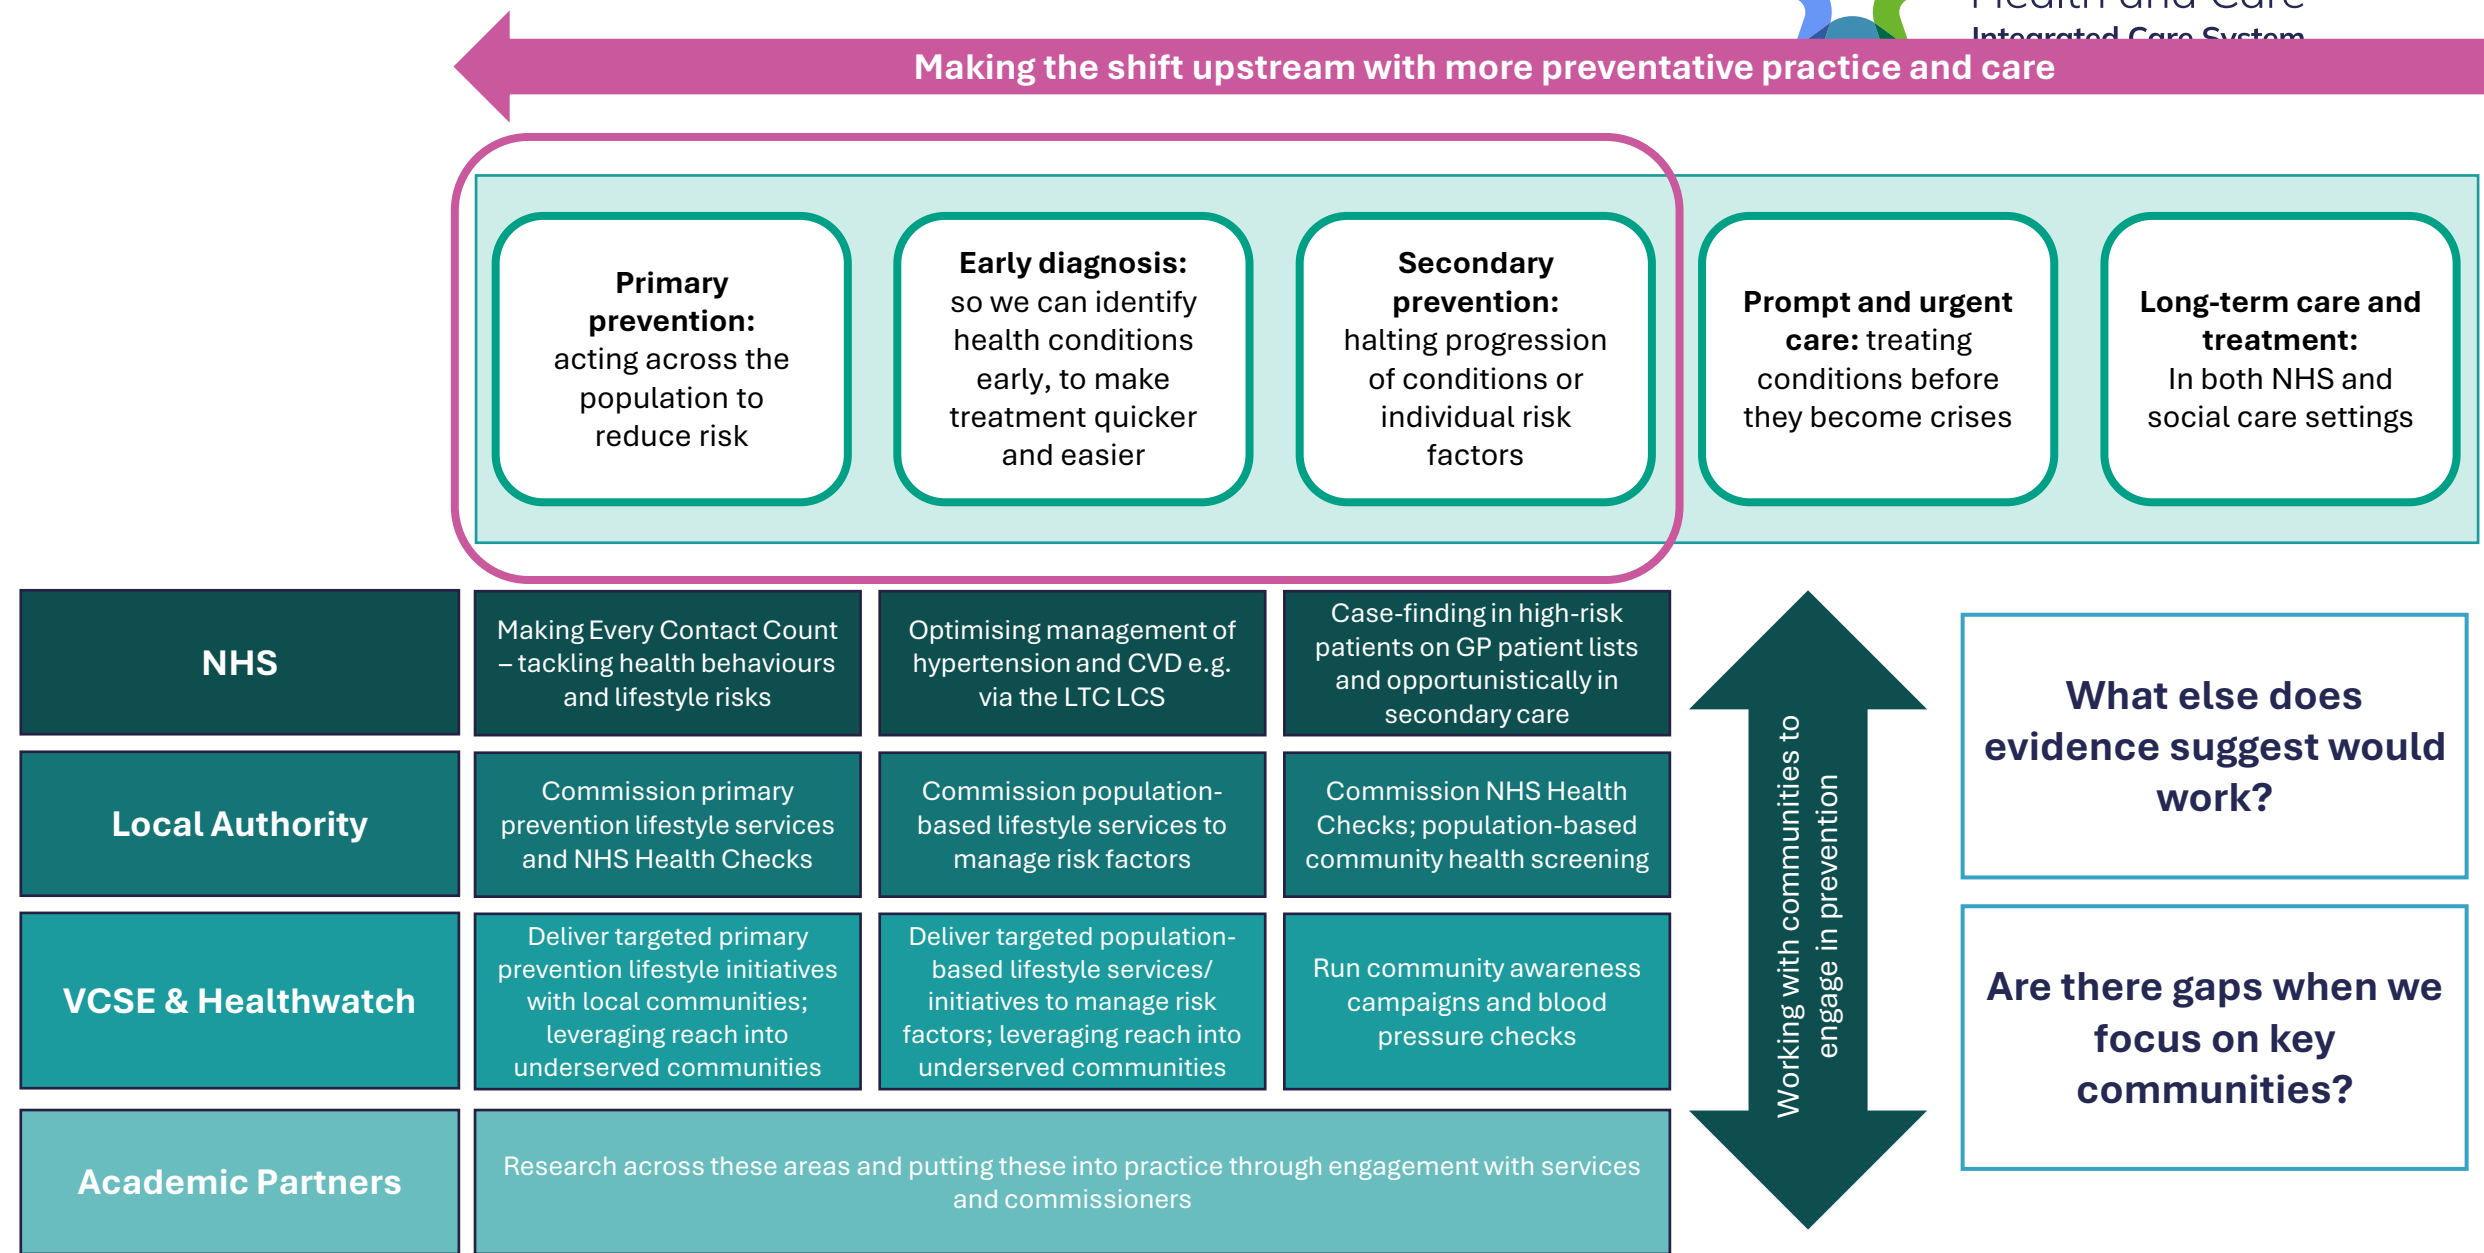 Health and Care
Integrated Care System
Making the shift upstream with more preventative practice and care
Primary
prevention:
acting across the
population to
reduce risk
Early diagnosis:
so we can identify
health conditions
early, to make
treatment quicker
and easier
Secondary
prevention:
halting progression
of conditions or
individual risk
factors
Prompt and urgent
care: treating
conditions before
they become crises
Long-term care and
treatment:
In both NHS and
social care settings
NHS
Making Every Contact Count
– tackling health behaviours
and lifestyle risks
Optimising management of
hypertension and CVD e.g.
via the LTC LCS
Case-finding in high-risk
patients on GP patient lists
and opportunistically in
secondary care
Local Authority
Commission primary
prevention lifestyle services
and NHS Health Checks
Commission population-
based lifestyle services to
manage risk factors
Commission NHS Health
Checks; population-based
community health screening
VCSE & Healthwatch
Deliver targeted primary
prevention lifestyle initiatives
with local communities;
leveraging reach into
underserved communities
Deliver targeted population-
based lifestyle services/
initiatives to manage risk
factors; leveraging reach into
underserved communities
Run community awareness
campaigns and blood
pressure checks
Academic Partners
Research across these areas and putting these into practice through engagement with services
and commissioners
Working with communities to
engage in prevention
What else does
evidence suggest would
work?
Are there gaps when we
focus on key
communities?